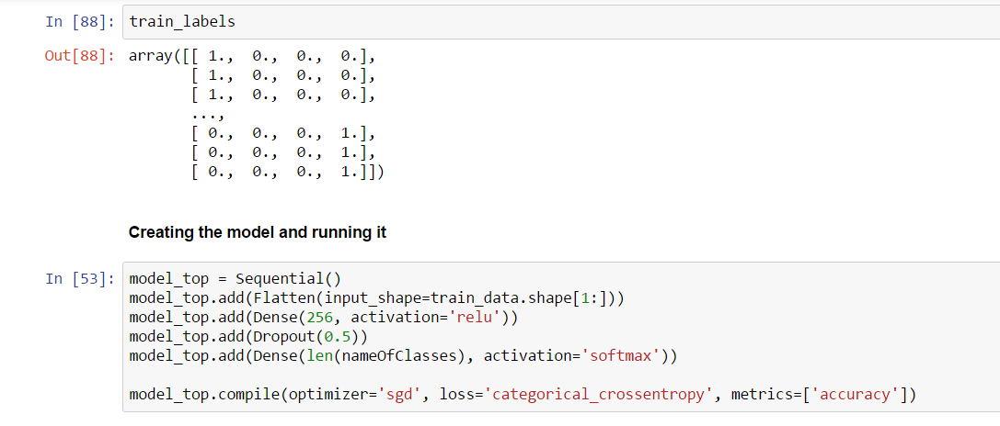 In [88]: train_labels
Out[88]: array([[ 1.,  0.,  0.,  0.],
[ 1.,  0.,  0.,  0.],
[ 1.,  0.,  0.,  0.],
...,
[ 0.,  0.,  0.,  1.],
[ 0.,  0.,  0.,  1.],
[ 0.,  0.,  0.,  1.]])
Creating the model and running it
In [53]: model_top = Sequential()
model_top.add(Flatten(input_shape=train_data.shape[1:]))
model_top.add(Dense(256, activation='relu'))
model_top.add(Dropout(0.5))
model_top.add(Dense(len(nameOfClasses), activation='softmax'))
model_top.compile(optimizer='sgd', loss='categorical_crossentropy', metrics=['accuracy'])